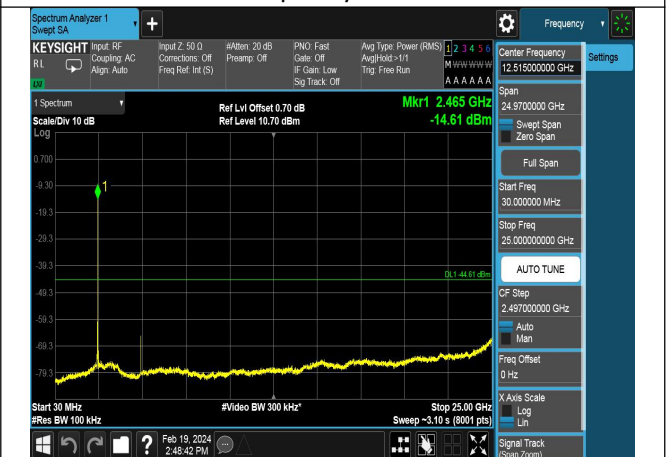 Spectrum Analyzer 1
Swept SA
Frequency
KEYSIGHT
RL
Input: RF
Coupling: AC
Align: Auto
Input Z: 50 Ω
Corrections: Off
Freq Ref: Int (S)
#Atten: 20 dB
Preamp: Off
PNO: Fast
Gate: Off
IF Gain: Low
Sig Track: Off
Avg Type: Power (RMS)
Avg|Hold:>1/1
Trig: Free Run
1 2 3 4 5 6
M W W W W W
A A A A A A
1 Spectrum
Scale/Div 10 dB
Log
Ref Lvl Offset 0.70 dB
Ref Level 10.70 dBm
Mkr1 2.465 GHz
-14.61 dBm
0.700
-9.30
-19.3
-29.3
-39.3
-49.3
-59.3
-69.3
-79.3
1
DL1 -44.61 dBm
Start 30 MHz
#Res BW 100 kHz
#Video BW 300 kHz*
Stop 25.00 GHz
Sweep ~3.10 s (8001 pts)
Center Frequency
12.515000000 GHz
Settings
Span
24.9700000 GHz
Swept Span
Zero Span
Full Span
Start Freq
30.000000 MHz
Stop Freq
25.000000000 GHz
AUTO TUNE
CF Step
2.497000000 GHz
Auto
Man
Freq Offset
0 Hz
X Axis Scale
Log
Lin
Signal Track
(Span Zoom)
?
Feb 19, 2024
2:48:42 PM